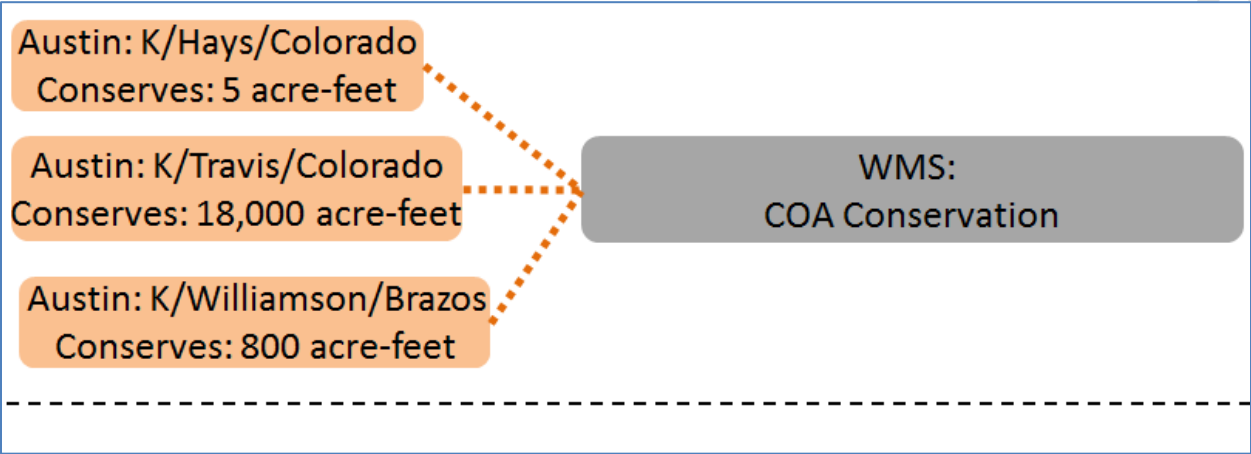 Austin: K/Hays/Colorado
Conserves: 5 acre-feet
Austin: K/Travis/Colorado
Conserves: 18,000 acre-feet
Austin: K/Williamson/Brazos
Conserves: 800 acre-feet
WMS:
COA Conservation